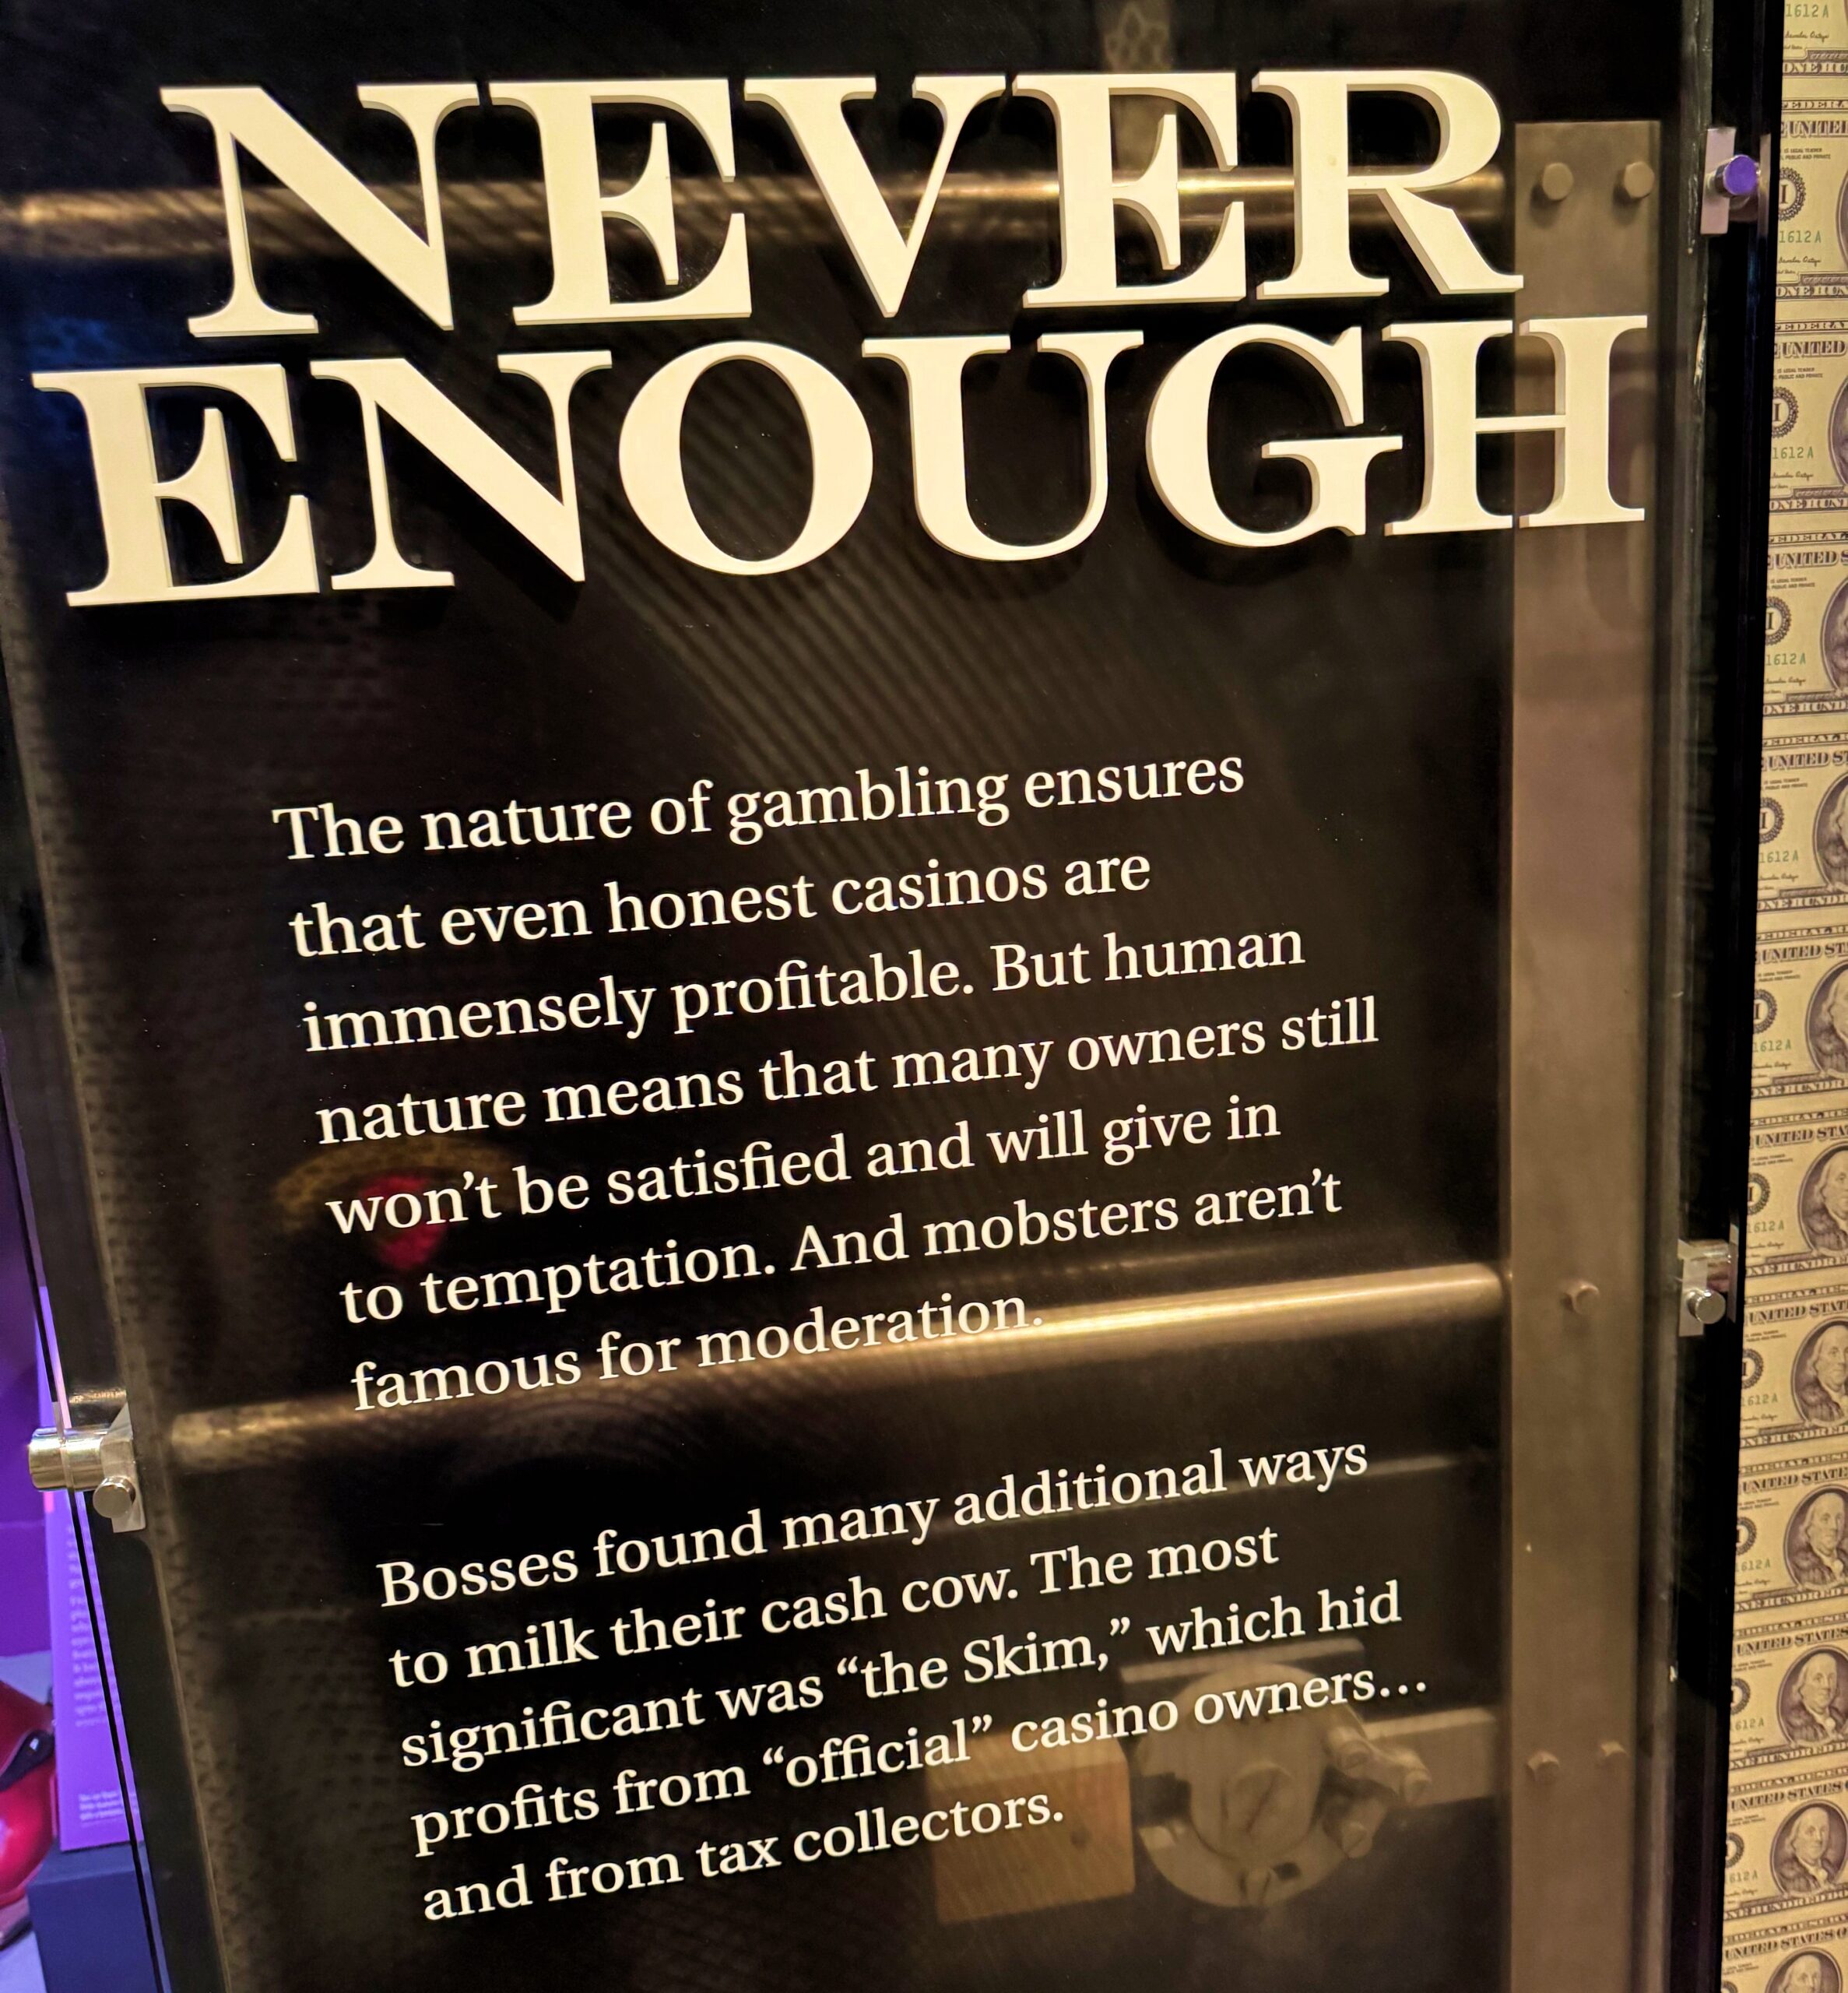 NEVER
ENOUGH
The nature of gambling ensures
that even honest casinos are
immensely profitable. But human
nature means that many owners still
won’t be satisfied and will give in
to temptation. And mobsters aren’t
famous for moderation.
Bosses found many additional ways
to milk their cash cow. The most
significant was “the Skim,” which hid
profits from “official” casino owners…
and from tax collectors.